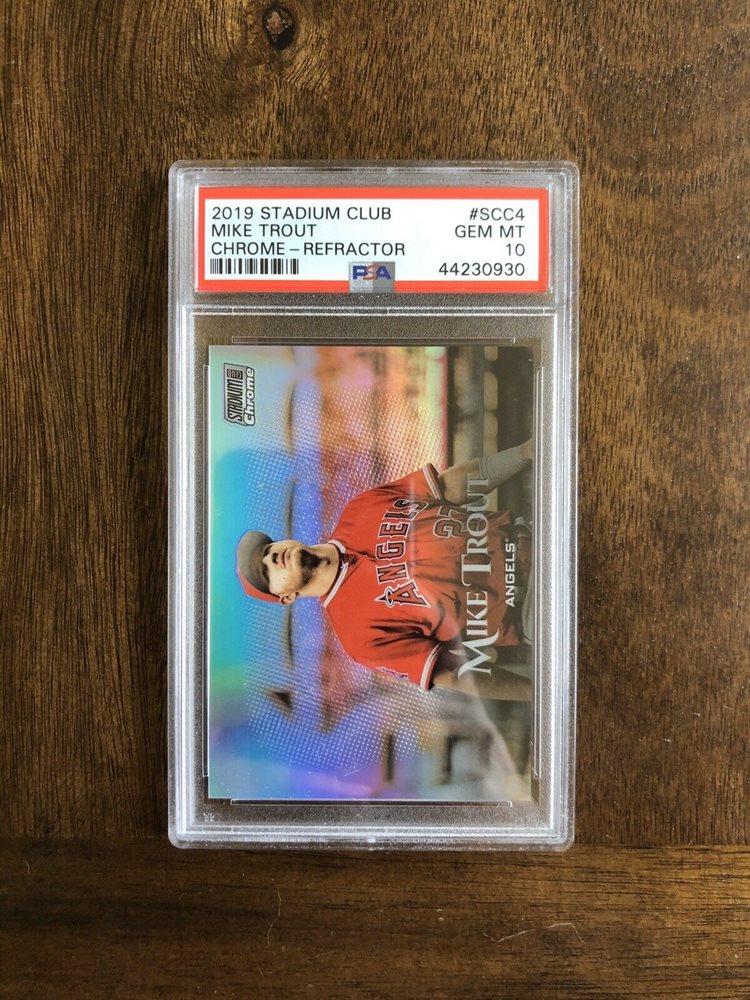 2019 STADIUM CLUB #SCC4
MIKE TROUT GEM MT
CHROME – REFRACTOR 10
PSA 44230930
STADIUM CLUB
Chrome
ANGELS
MIKE TROUT
ANGELS